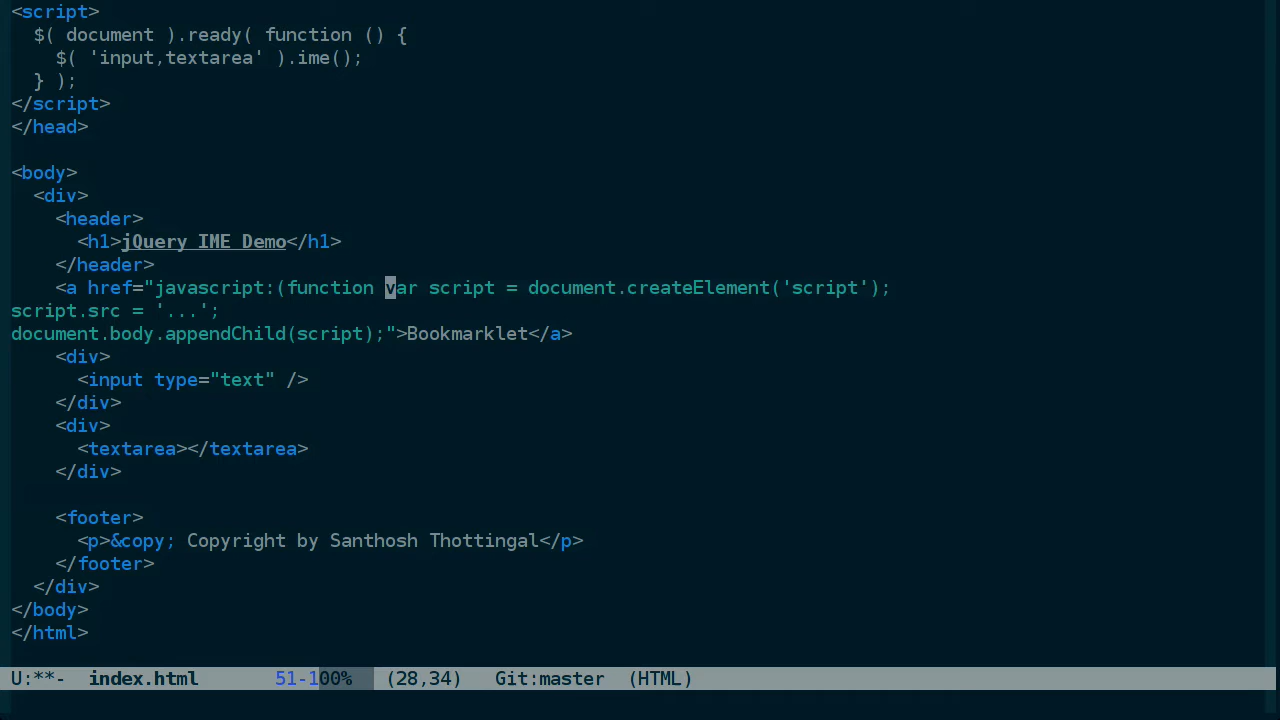 <script>
  $( document ).ready( function () {
    $( 'input,textarea' ).ime();
  } );
</script>
</head>

<body>
  <div>
    <header>
      <h1>jQuery IME Demo</h1>
    </header>
    <a href="javascript:(function var script = document.createElement('script');
script.src = '...';
document.body.appendChild(script);">Bookmarklet</a>
    <div>
      <input type="text" />
    </div>
    <div>
      <textarea></textarea>
    </div>

    <footer>
      <p>&copy; Copyright by Santhosh Thottingal</p>
    </footer>
  </div>
</body>
</html>
U:**-  index.html       51-100%   (28,34)   Git:master  (HTML)